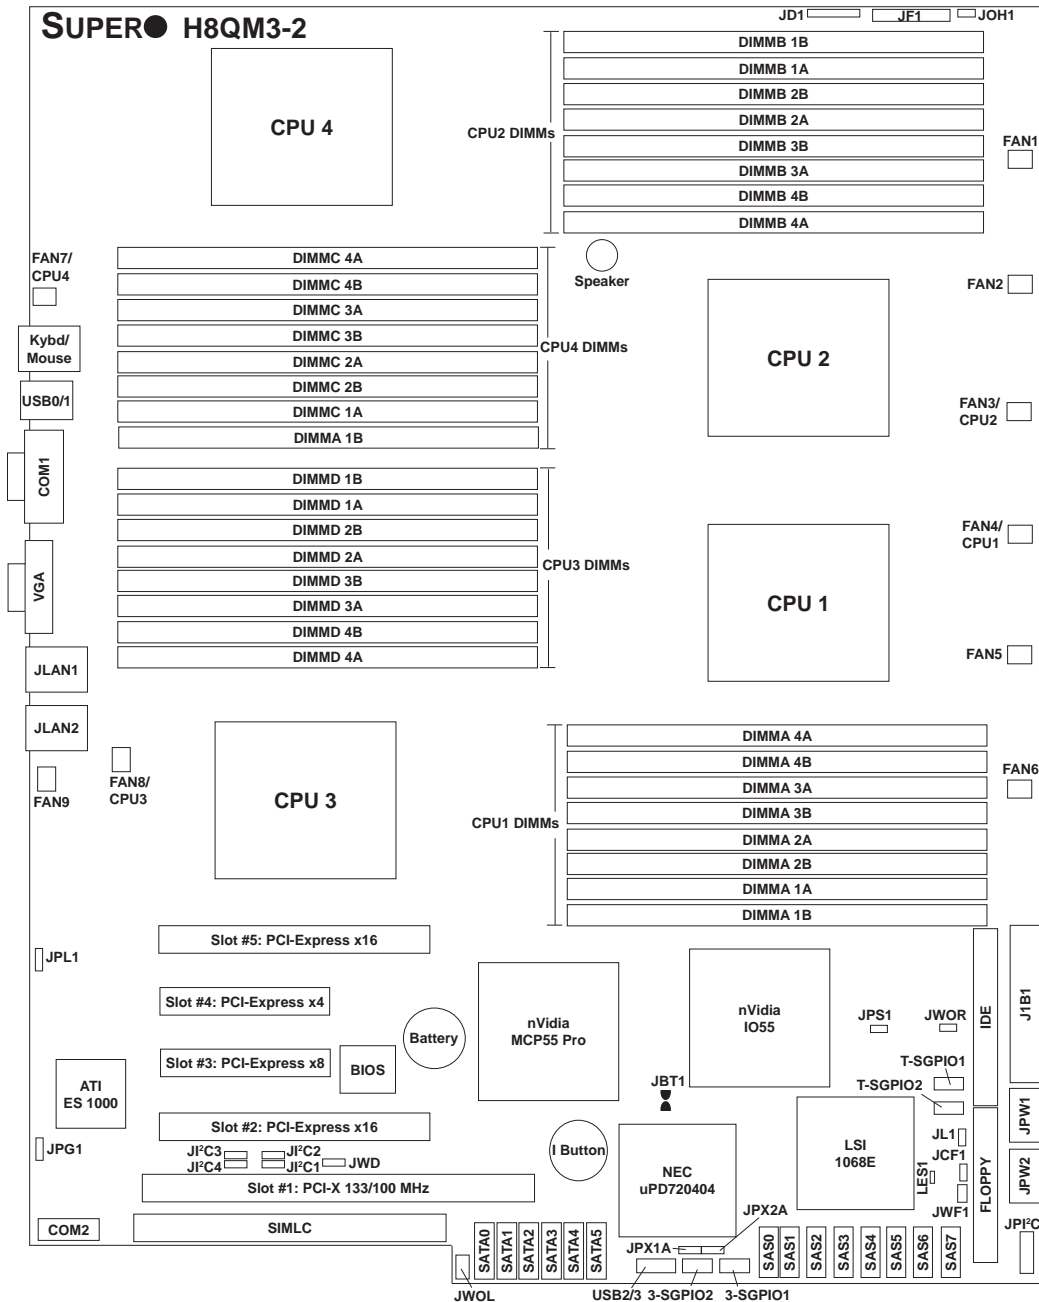 SUPER● H8QM3-2
JD1
JF1
JOH1
DIMMB 1B
DIMMB 1A
DIMMB 2B
DIMMB 2A
DIMMB 3B
DIMMB 3A
DIMMB 4B
DIMMB 4A
CPU2 DIMMs
CPU 4
FAN1
FAN7/
CPU4
Speaker
FAN2
DIMMC 4A
DIMMC 4B
DIMMC 3A
DIMMC 3B
DIMMC 2A
DIMMC 2B
DIMMC 1A
DIMMA 1B
CPU4 DIMMs
Kybd/
Mouse
USB0/1
CPU 2
FAN3/
CPU2
COM1
DIMMD 1B
DIMMD 1A
DIMMD 2B
DIMMD 2A
DIMMD 3B
DIMMD 3A
DIMMD 4B
DIMMD 4A
CPU3 DIMMs
VGA
FAN4/
CPU1
CPU 1
JLAN1
FAN5
JLAN2
FAN9
FAN8/
CPU3
CPU 3
CPU1 DIMMs
DIMMA 4A
DIMMA 4B
DIMMA 3A
DIMMA 3B
DIMMA 2A
DIMMA 2B
DIMMA 1A
DIMMA 1B
FAN6
Slot #5: PCI-Express x16
JPL1
Slot #4: PCI-Express x4
Battery
nVidia
MCP55 Pro
nVidia
IO55
JPS1
JWOR
IDE
J1B1
Slot #3: PCI-Express x8
BIOS
T-SGPIO1
T-SGPIO2
JBT1
ATI
ES 1000
Slot #2: PCI-Express x16
JPG1
JI²C3
JI²C2
JI²C4
JI²C1
JWD
I Button
NEC
uPD720404
LSI
1068E
JL1
JCF1
LES1
JWF1
FLOPPY
JPW1
JPW2
Slot #1: PCI-X 133/100 MHz
COM2
SIMLC
JPX2A
JPX1A
JPI²C
SATA0
SATA1
SATA2
SATA3
SATA4
SATA5
SAS0
SAS1
SAS2
SAS3
SAS4
SAS5
SAS6
SAS7
JWOL
USB2/3
3-SGPIO2
3-SGPIO1